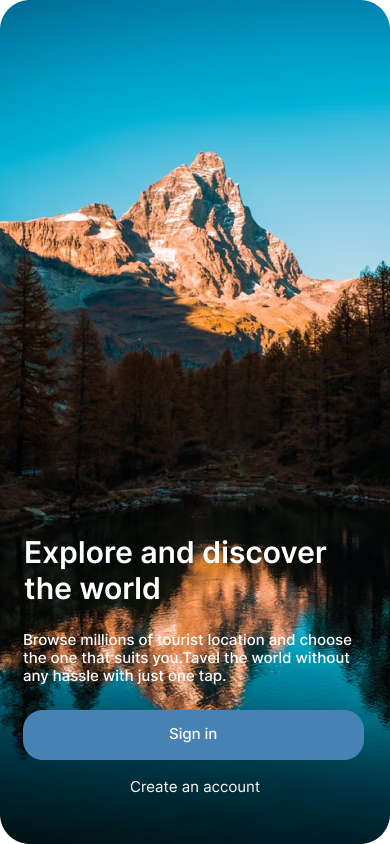 Explore and discover
the world
Browse millions of tourist location and choose
the one that suits you.Tavel the world without
any hassle with just one tap.
Sign in
Create an account